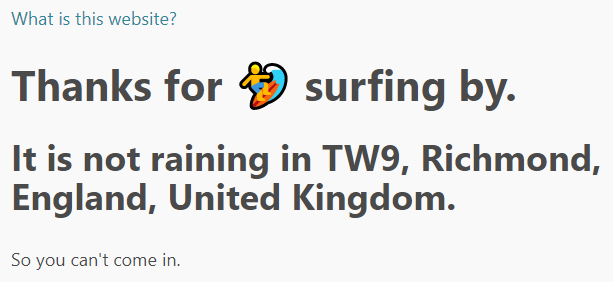 What is this website?
Thanks for 🏄 surfing by.
It is not raining in TW9, Richmond,
England, United Kingdom.
So you can't come in.